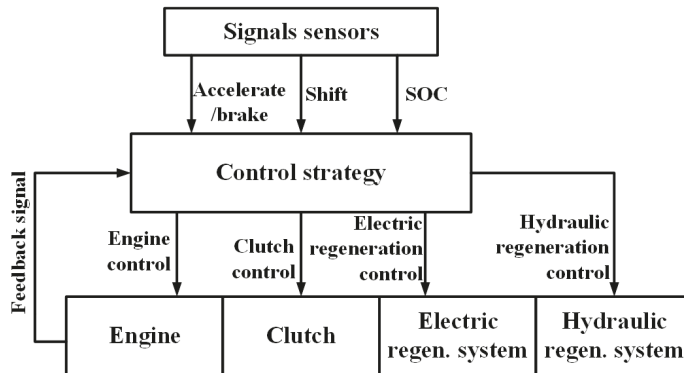 Signals sensors
Accelerate
/brake
Shift
SOC
Control strategy
Feedback signal
Engine
control
Clutch
control
Electric
regeneration
control
Hydraulic
regeneration
control
Engine
Clutch
Electric
regen. system
Hydraulic
regen. system